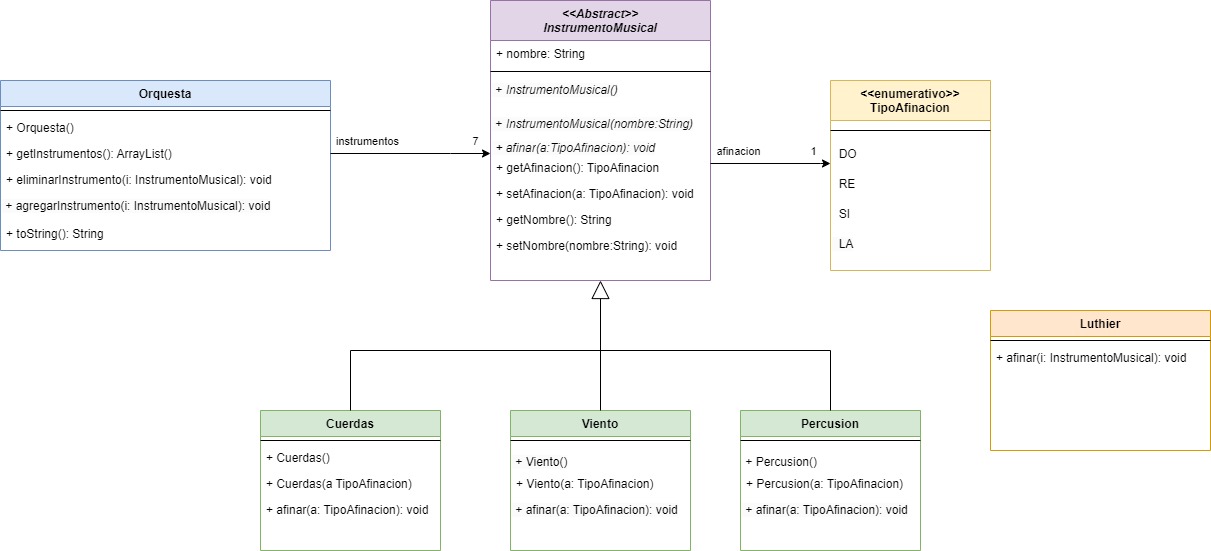 <<Abstract>>
InstrumentoMusical
+ nombre: String
+ InstrumentoMusical()
+ InstrumentoMusical(nombre:String)
+ afinar(a:TipoAfinacion): void
+ getAfinacion(): TipoAfinacion
+ setAfinacion(a: TipoAfinacion): void
+ getNombre(): String
+ setNombre(nombre:String): void
Orquesta
+ Orquesta()
+ getInstrumentos(): ArrayList()
+ eliminarInstrumento(i: InstrumentoMusical): void
+ agregarInstrumento(i: InstrumentoMusical): void
+ toString(): String
instrumentos 7
afinacion 1
<<enumerativo>>
TipoAfinacion
DO
RE
SI
LA
Luthier
+ afinar(i: InstrumentoMusical): void
Cuerdas
+ Cuerdas()
+ Cuerdas(a TipoAfinacion)
+ afinar(a: TipoAfinacion): void
Viento
+ Viento()
+ Viento(a: TipoAfinacion)
+ afinar(a: TipoAfinacion): void
Percusion
+ Percusion()
+ Percusion(a: TipoAfinacion)
+ afinar(a: TipoAfinacion): void